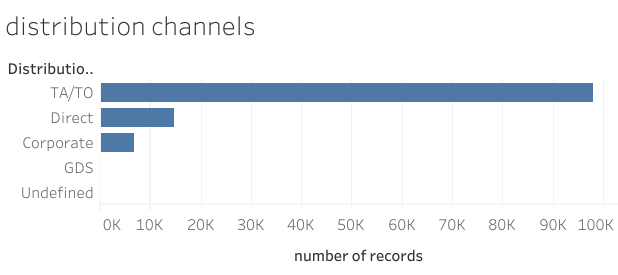 distribution channels
Distributio..
TA/TO
Direct
Corporate
GDS
Undefined
0K 10K 20K 30K 40K 50K 60K 70K 80K 90K 100K
number of records